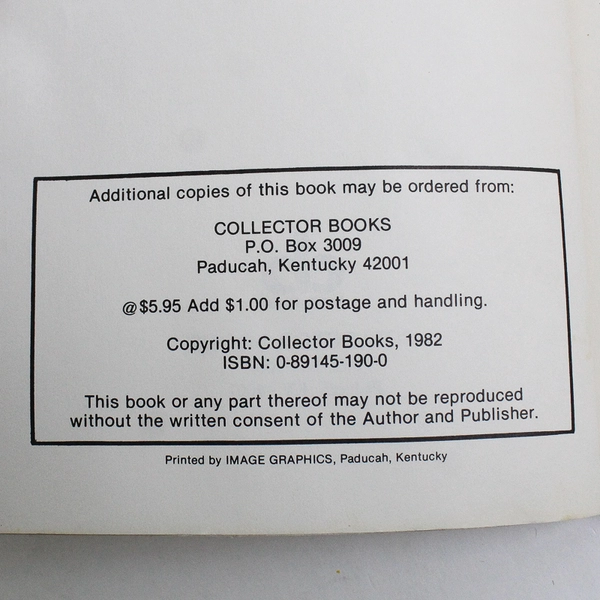 Additional copies of this book may be ordered from:
COLLECTOR BOOKS
P.O. Box 3009
Paducah, Kentucky 42001
@$5.95 Add $1.00 for postage and handling.
Copyright: Collector Books, 1982
ISBN: 0-89145-190-0
This book or any part thereof may not be reproduced
without the written consent of the Author and Publisher.
Printed by IMAGE GRAPHICS, Paducah, Kentucky